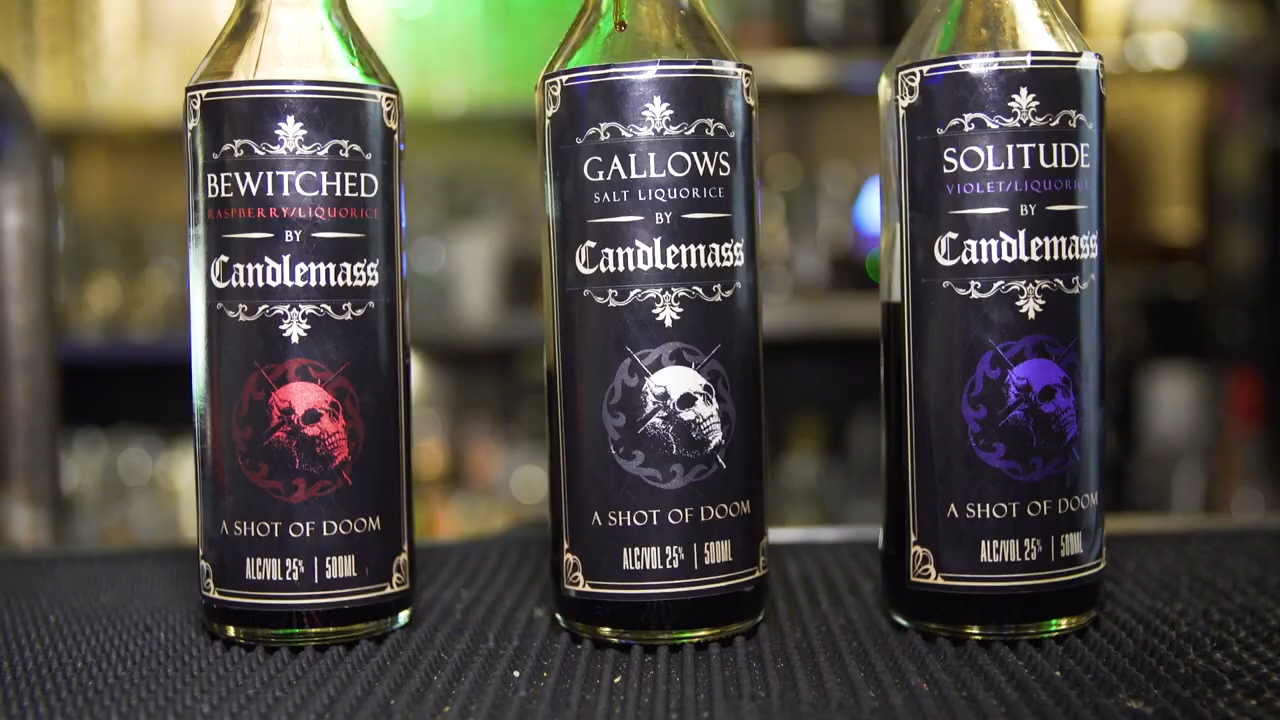 BEWITCHED
RASPBERRY/LIQUORICE
BY
Candlemass
A SHOT OF DOOM
ALC/VOL 25% | 500ML
GALLOWS
SALT LIQUORICE
BY
Candlemass
A SHOT OF DOOM
ALC/VOL 25% | 500ML
SOLITUDE
VIOLET/LIQUORICE
BY
Candlemass
A SHOT OF DOOM
ALC/VOL 25% | 500ML